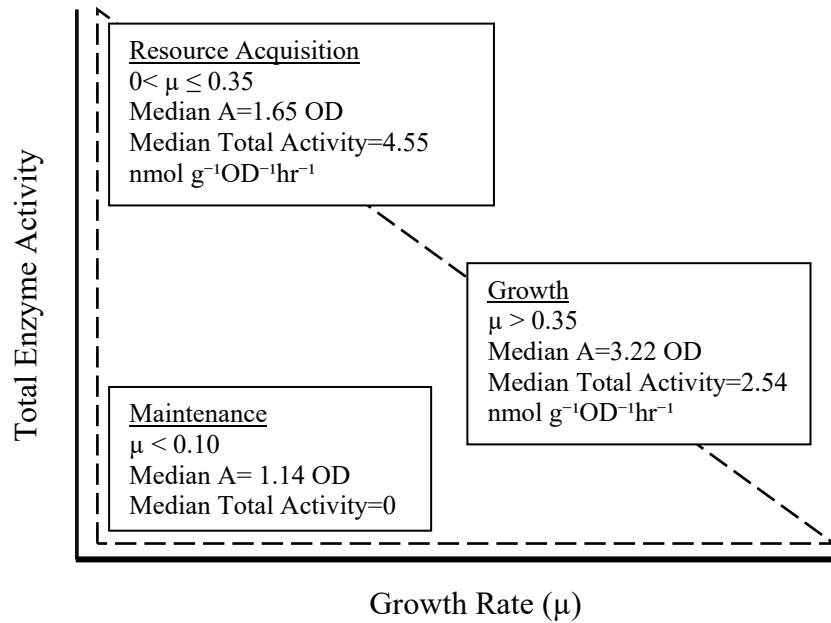 Total Enzyme Activity
Resource Acquisition
0< μ ≤ 0.35
Median A=1.65 OD
Median Total Activity=4.55
nmol g⁻¹OD⁻¹hr⁻¹
Growth
μ > 0.35
Median A=3.22 OD
Median Total Activity=2.54
nmol g⁻¹OD⁻¹hr⁻¹
Maintenance
μ < 0.10
Median A= 1.14 OD
Median Total Activity=0
Growth Rate (μ)